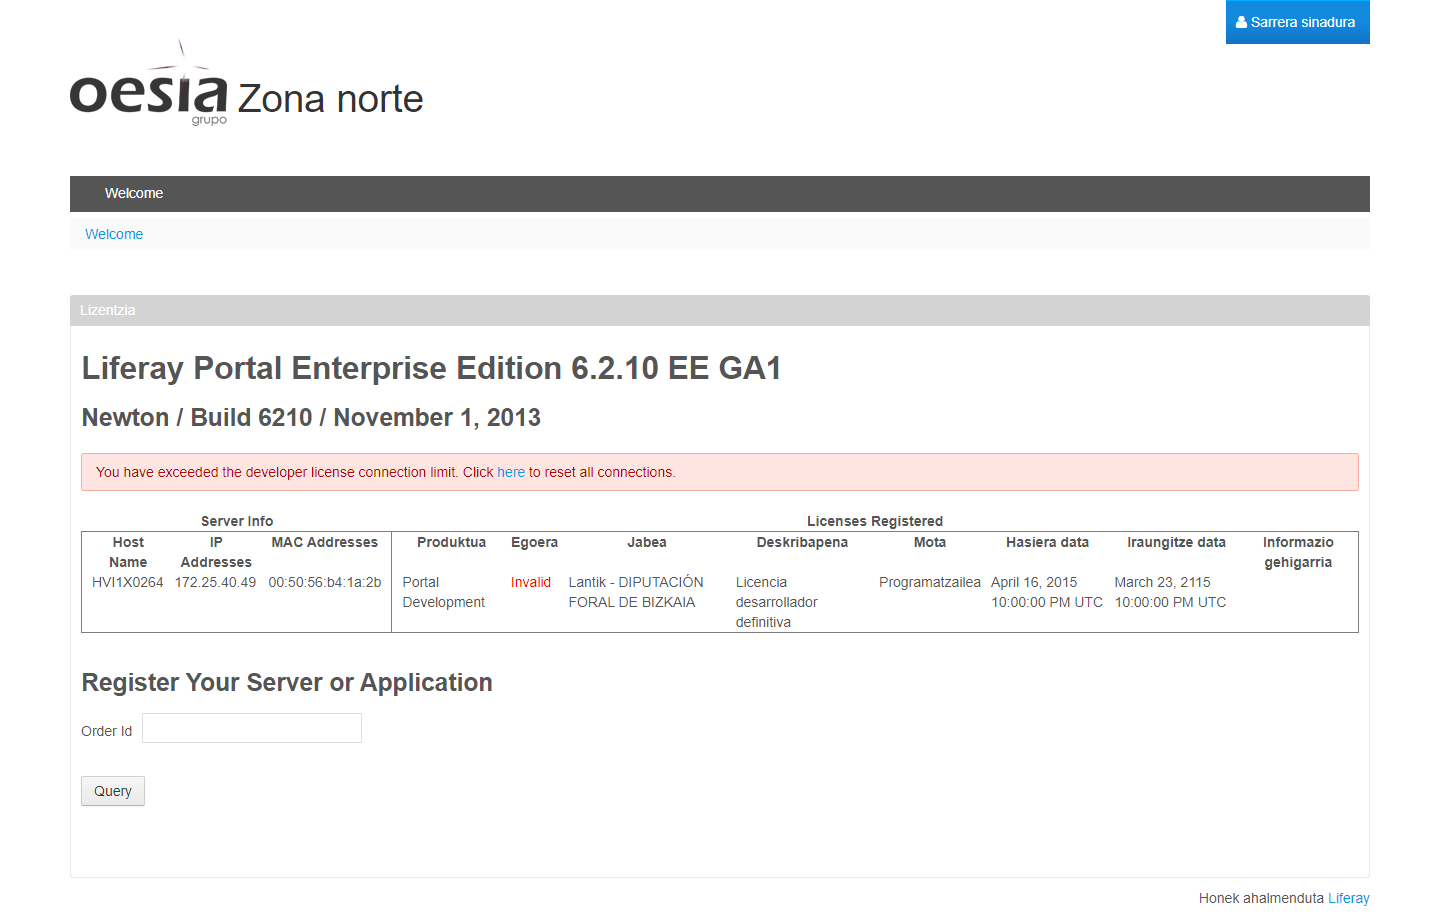 Sarrera sinadura
oesia
grupo
Zona norte
Welcome
Welcome
Lizentzia
Liferay Portal Enterprise Edition 6.2.10 EE GA1
Newton / Build 6210 / November 1, 2013
You have exceeded the developer license connection limit. Click here to reset all connections.
Server Info Licenses Registered
Host Name IP Addresses MAC Addresses Produktua Egoera Jabea Deskribapena Mota Hasiera data Iraungitze data Informazio gehigarria
HVI1X0264 172.25.40.49 00:50:56:b4:1a:2b Portal Development Invalid Lantik - DIPUTACIÓN FORAL DE BIZKAIA Licencia desarrollador definitiva Programatzailea April 16, 2015 10:00:00 PM UTC March 23, 2115 10:00:00 PM UTC
Register Your Server or Application
Order Id
Query
Honek ahalmenduta Liferay